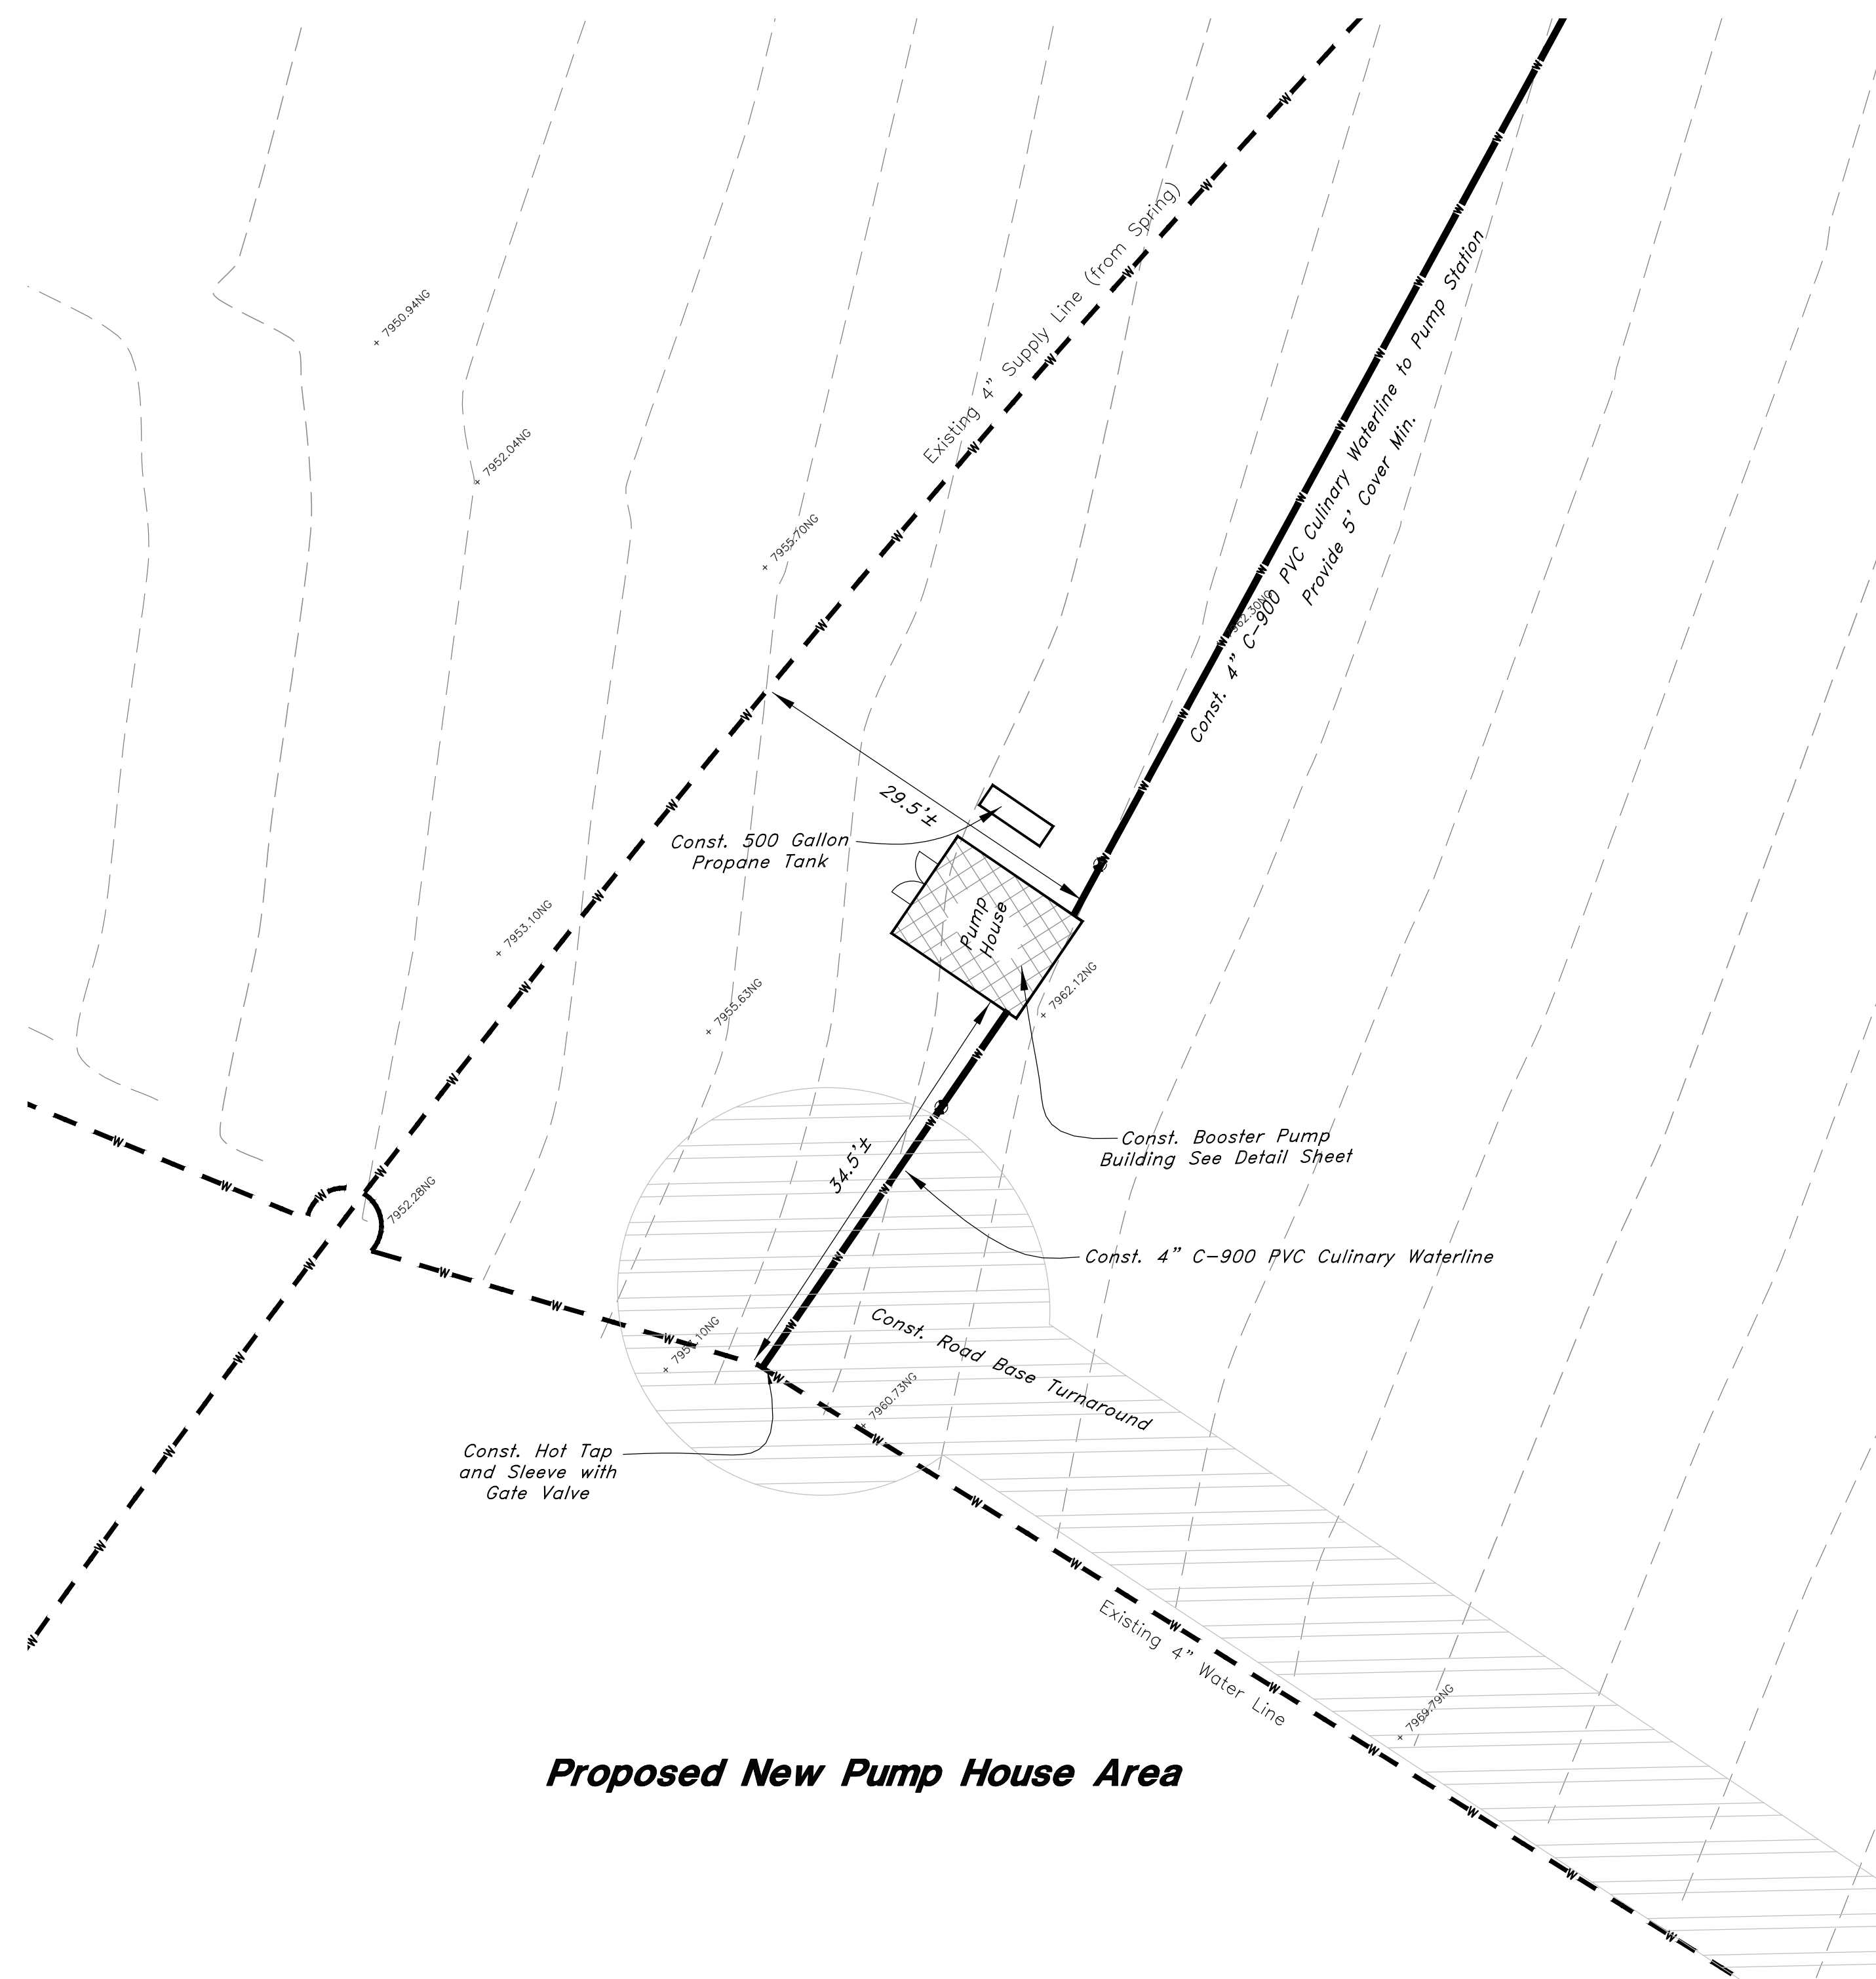 7950.94NG
7952.04NG
Existing 4” Supply Line (from Spring)
7955.70NG
Const. 4” C-900 PVC Culinary Waterline to Pump Station
Provide 5’ Cover Min.
29.5’±
Const. 500 Gallon
Propane Tank
Pump
House
7953.10NG
7955.63NG
7962.12NG
34.5’±
Const. Booster Pump
Building See Detail Sheet
7952.28NG
Const. 4” C-900 PVC Culinary Waterline
Const. Road Base Turnaround
7960.73NG
Const. Hot Tap
and Sleeve with
Gate Valve
Existing 4” Water Line
7969.79NG
Proposed New Pump House Area
W